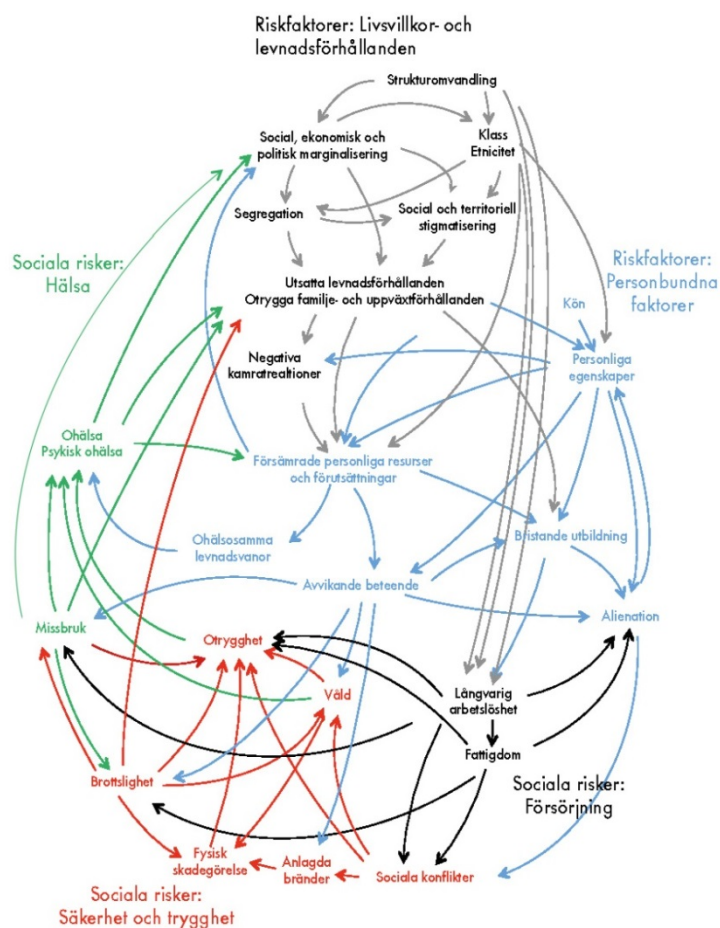 Riskfaktorer: Livsvillkor- och
levnadsförhållanden
Strukturomvandling
Social, ekonomisk och
politisk marginalisering
Klass
Etnicitet
Segregation
Social och territoriell
stigmatisering
Sociala risker:
Hälsa
Riskfaktorer:
Personbundna
faktorer
Utsatta levnadsförhållanden
Otrygga familje- och uppväxtförhållanden
Kön
Negativa
kamratrealtioner
Personliga
egenskaper
Ohälsa
Psykisk ohälsa
Försämrade personliga resurser
och förutsättningar
Ohälsosamma
levnadsvanor
Bristande utbildning
Avvikande beteende
Missbruk
Otrygghet
Alienation
Våld
Långvarig
arbetslöshet
Fattigdom
Brottslighet
Sociala risker:
Försörjning
Fysisk
skadegörelse
Anlagda
bränder
Sociala konflikter
Sociala risker:
Säkerhet och trygghet